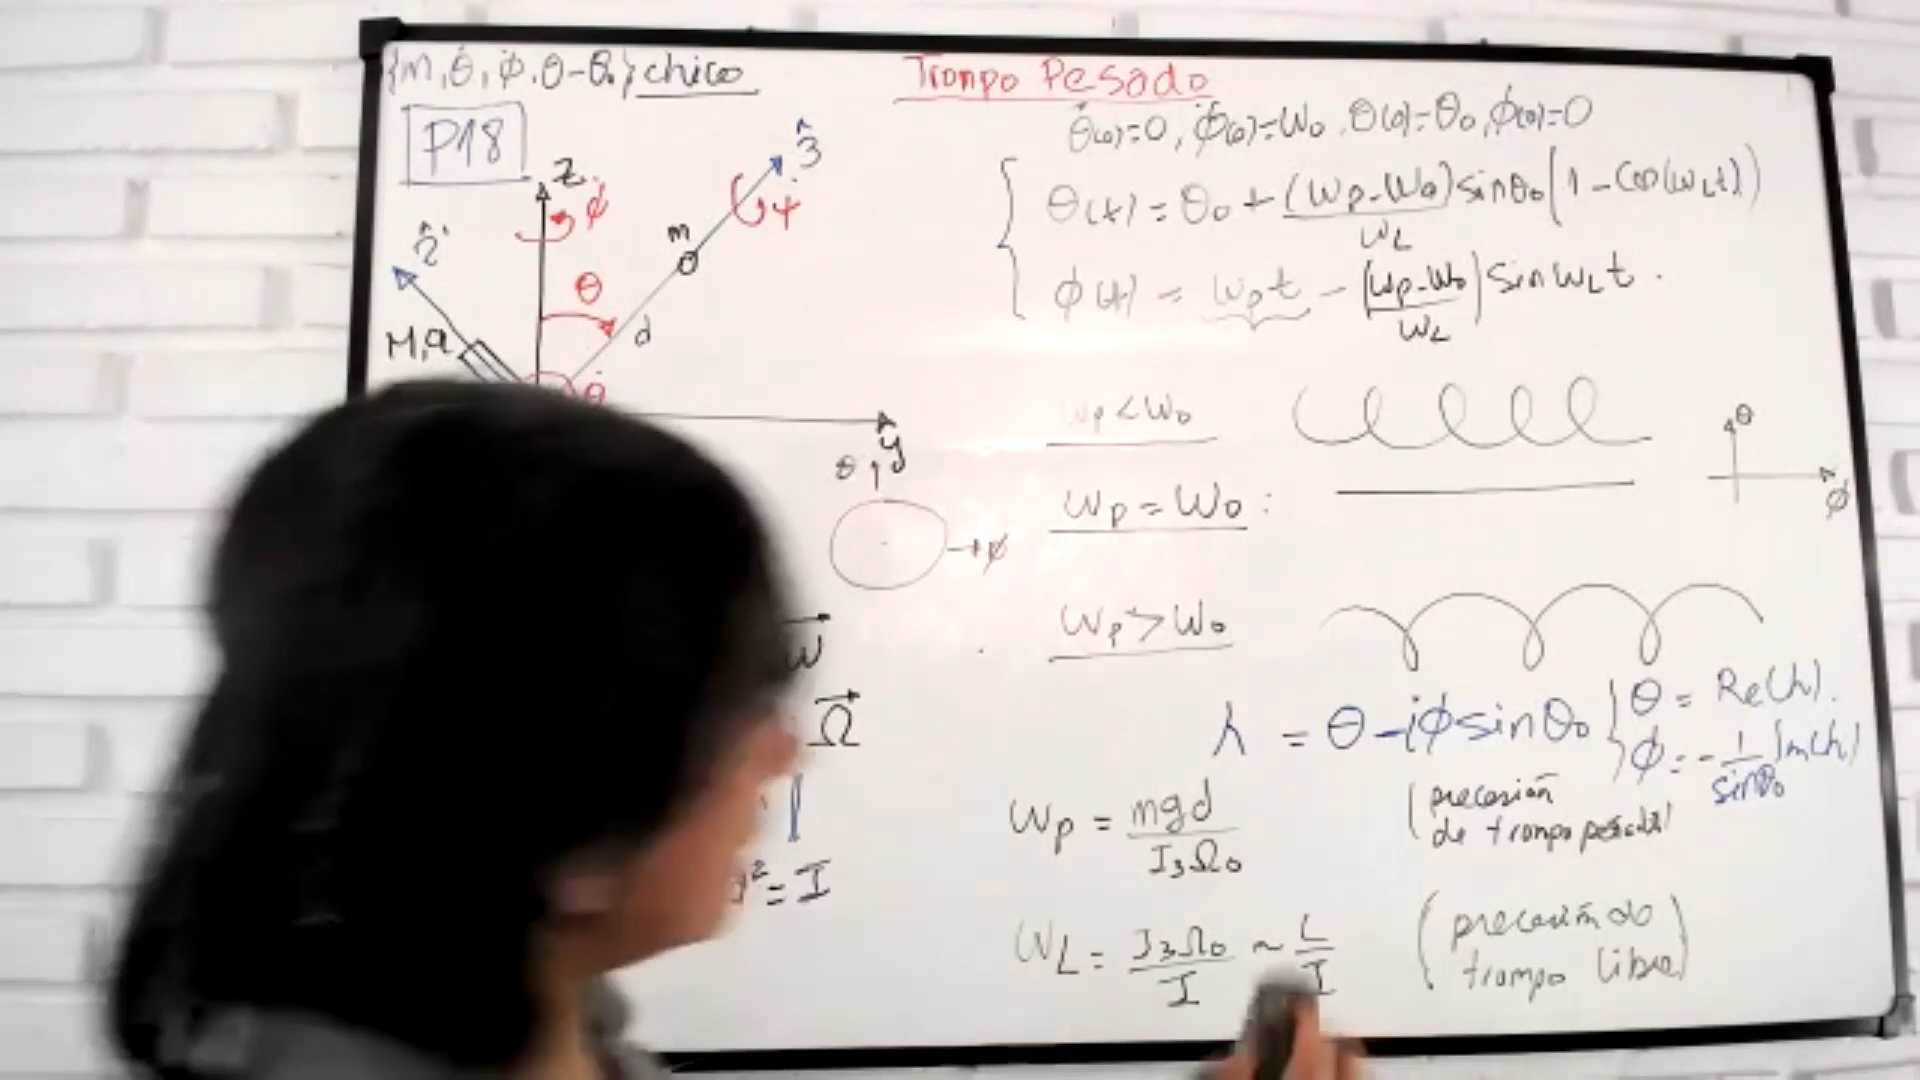 {m, θ̇, φ̇, θ-θ₀} chico
P18
Z
φ̇
3̂
ψ̇
m
2̂'
θ
d
M, a
θ̇
y
θ
φ
ω⃗
Ω⃗
² = I
Trompo Pesado
θ̇(0)=0, φ̇(0)=ω₀, θ(0)=θ₀, φ(0)=0
θ(t) = θ₀ + (ωp-ω₀)/ωL sinθ₀ (1 - Cos(ωLt))
φ(t) = ωpt - (ωp-ω₀)/ωL sin ωLt .
ωp < ω₀
ωp = ω₀ :
ωp > ω₀
θ
φ
λ = θ - iφ sinθ₀ { θ = Re(λ).
φ = - 1/sinθ₀ Im(λ)
ωp = mgd / I₃Ω₀ (precesión
de trompo pesado)
ωL = I₃Ω₀ / I ~ L / I (precesión de
trompo libre)